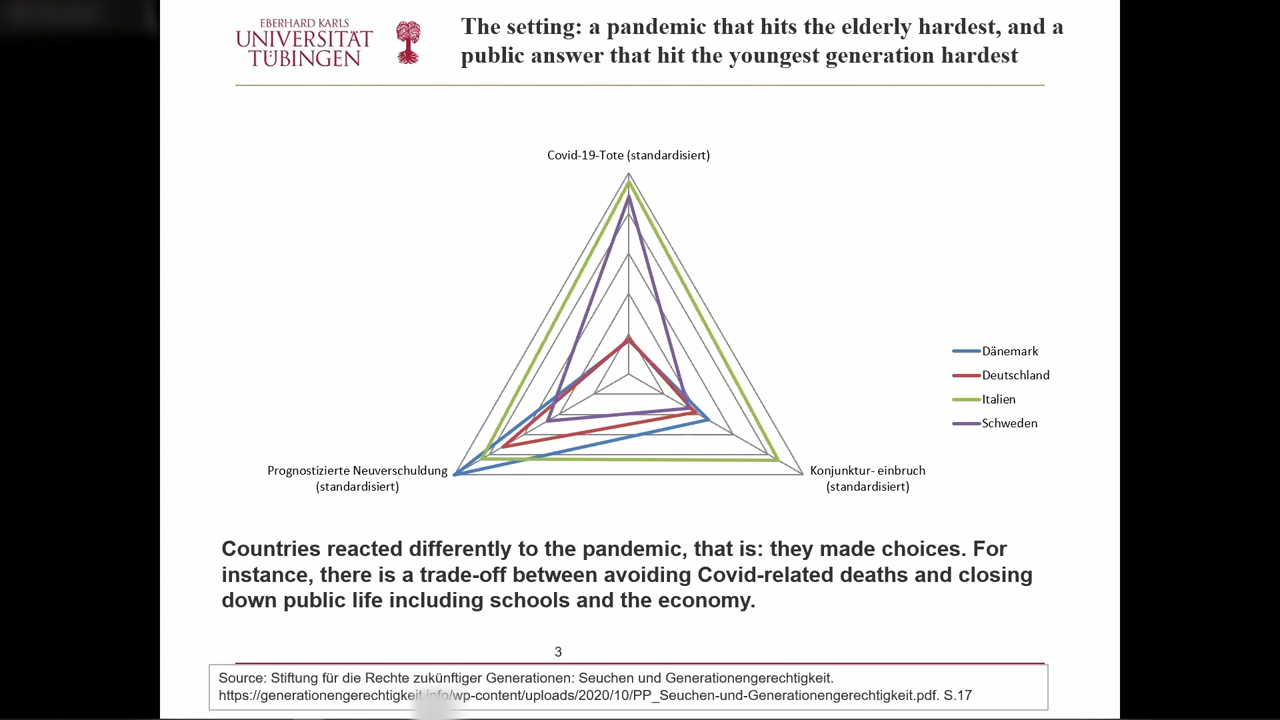 EBERHARD KARLS
UNIVERSITÄT
TÜBINGEN
The setting: a pandemic that hits the elderly hardest, and a
public answer that hit the youngest generation hardest
Covid-19-Tote (standardisiert)
Dänemark
Deutschland
Italien
Schweden
Prognostizierte Neuverschuldung
(standardisiert)
Konjunktur- einbruch
(standardisiert)
Countries reacted differently to the pandemic, that is: they made choices. For
instance, there is a trade-off between avoiding Covid-related deaths and closing
down public life including schools and the economy.
3
Source: Stiftung für die Rechte zukünftiger Generationen: Seuchen und Generationengerechtigkeit.
https://generationengerechtigkeit.info/wp-content/uploads/2020/10/PP_Seuchen-und-Generationengerechtigkeit.pdf. S.17